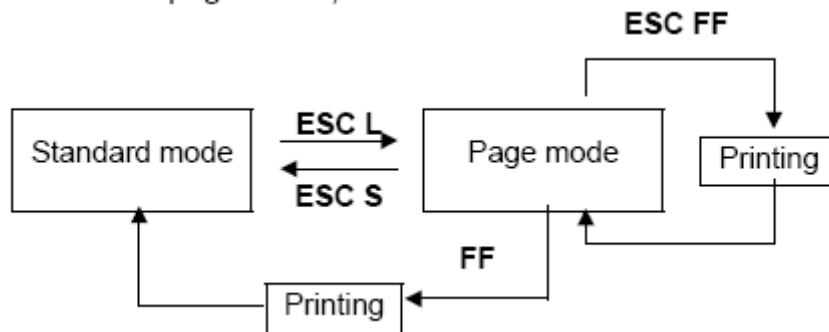 ESC FF
Standard mode
ESC L
ESC S
Page mode
Printing
FF
Printing